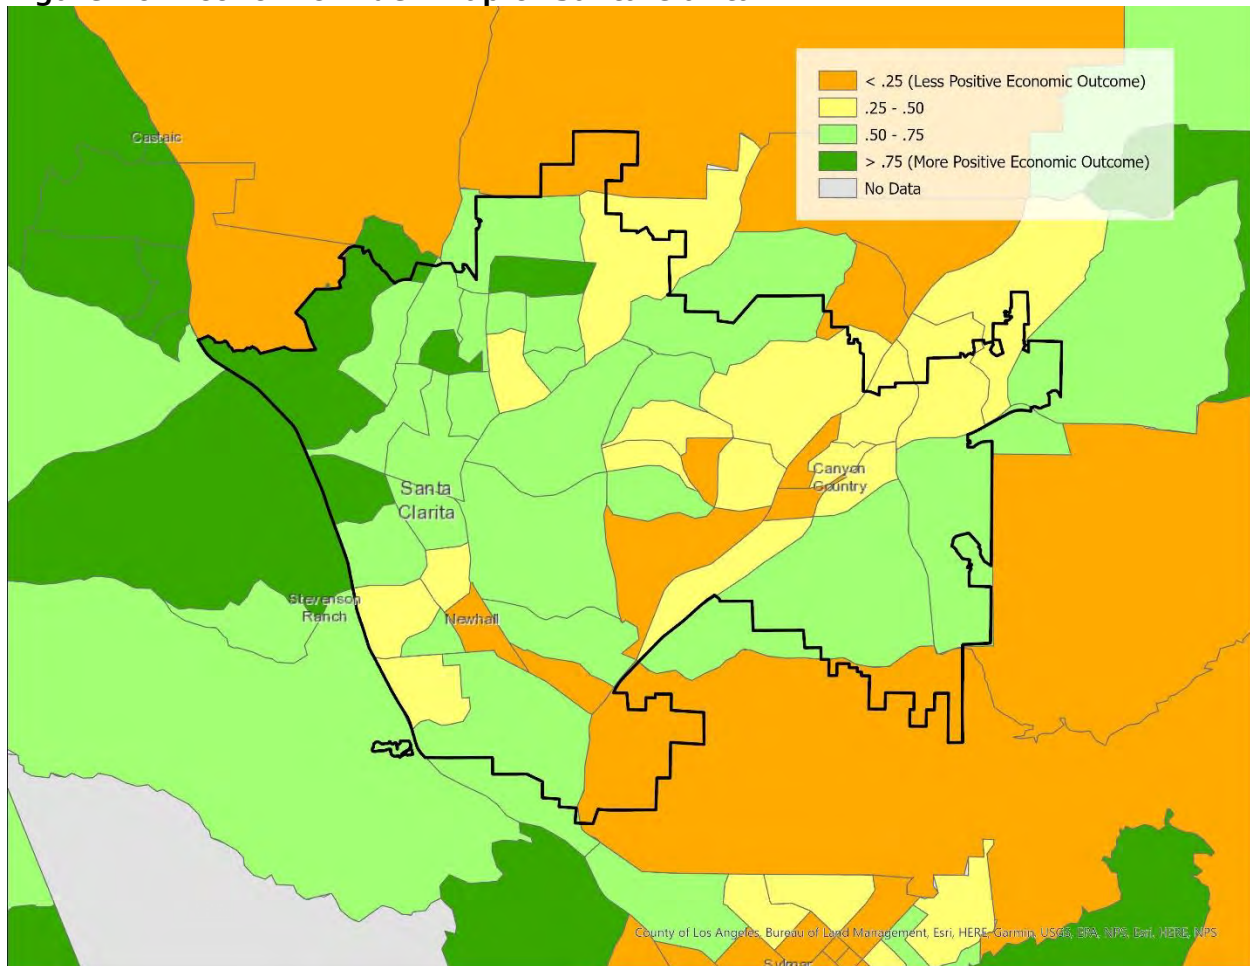 Castaic
< .25 (Less Positive Economic Outcome)
.25 - .50
.50 - .75
> .75 (More Positive Economic Outcome)
No Data
Canyon
Country
Santa
Clarita
Stevenson
Ranch
Newhall
County of Los Angeles, Bureau of Land Management, Esri, HERE, Garmin, USGS, EPA, NPS, Esri, HERE, NPS
Sylmar